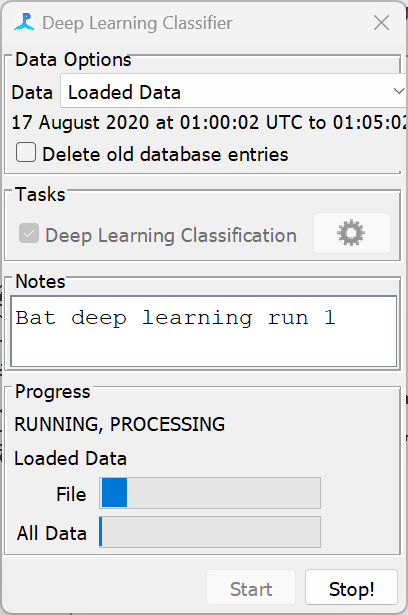 Deep Learning Classifier
Data Options
Data Loaded Data
17 August 2020 at 01:00:02 UTC to 01:05:02
Delete old database entries
Tasks
Deep Learning Classification
Notes
Bat deep learning run 1
Progress
RUNNING, PROCESSING
Loaded Data
File
All Data
Start Stop!